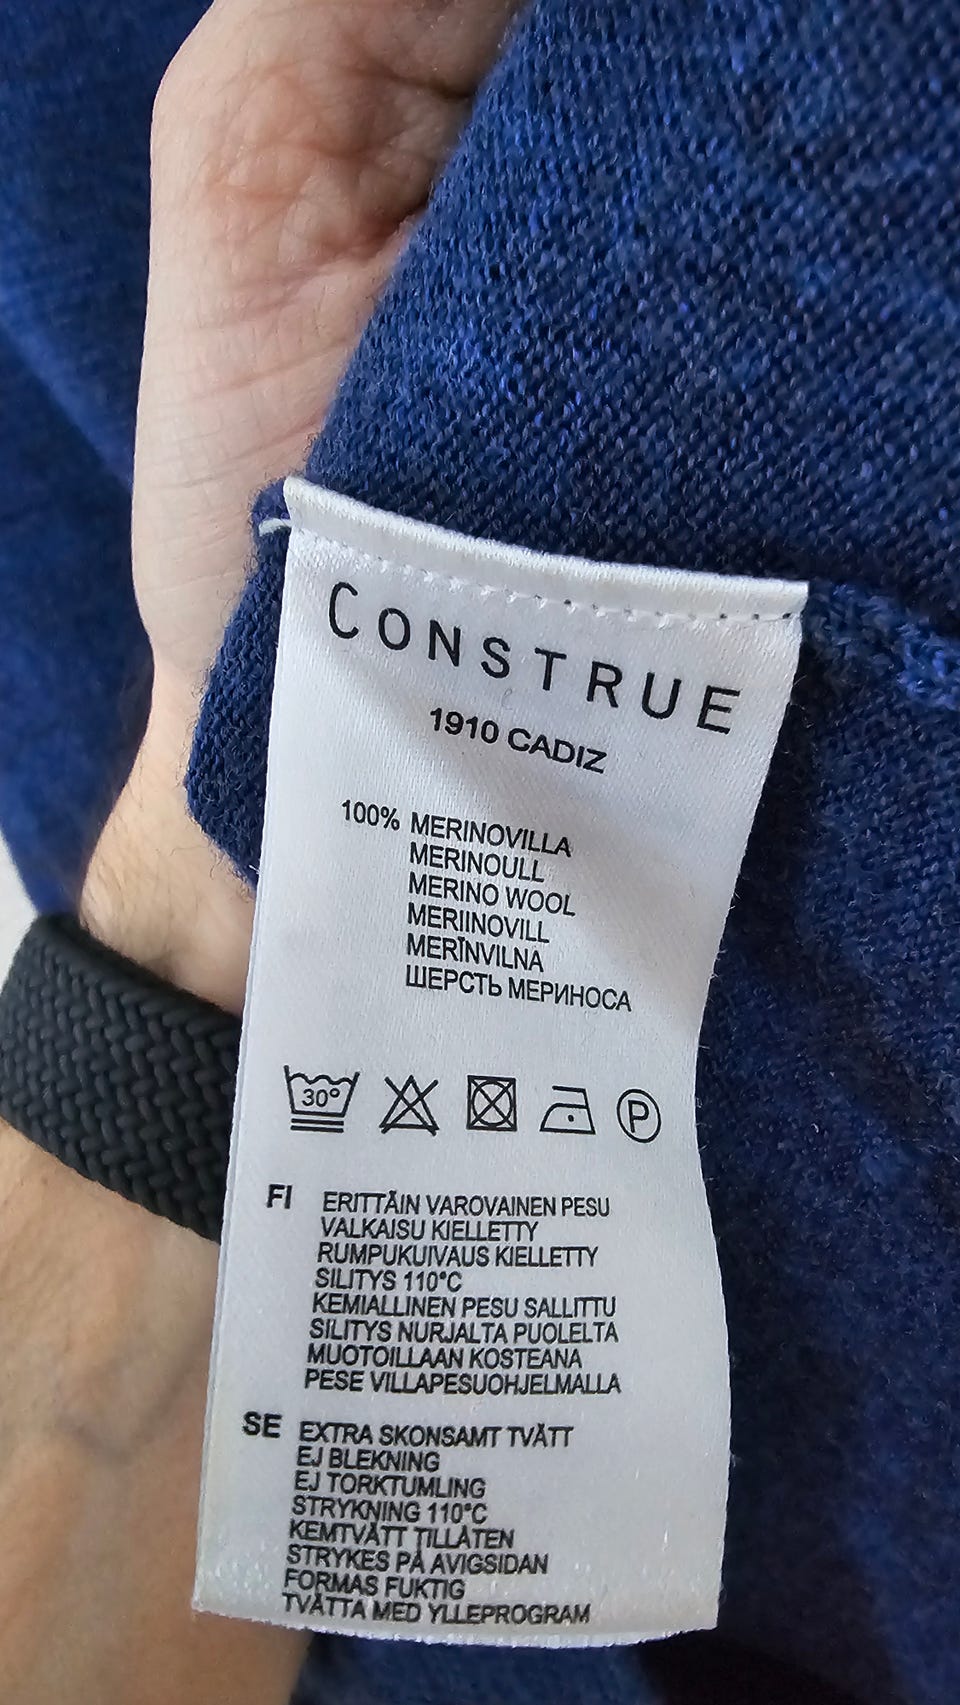 CONSTRUE
1910 CADIZ
100% MERINOVILLA
MERINOULL
MERINO WOOL
MERIINOVILL
MERĪNVILNA
ШЕРСТЬ МЕРИНОСА
30° P
FI ERITTÄIN VAROVAINEN PESU
VALKAISU KIELLETTY
RUMPUKUIVAUS KIELLETTY
SILITYS 110°C
KEMIALLINEN PESU SALLITTU
SILITYS NURJALTA PUOLELTA
MUOTOILLAAN KOSTEANA
PESE VILLAPESUOHJELMALLA
SE EXTRA SKONSAMT TVÄTT
EJ BLEKNING
EJ TORKTUMLING
STRYKNING 110°C
KEMTVÄTT TILLÅTEN
STRYKES PÅ AVIGSIDAN
FORMAS FUKTIG
TVÄTTA MED YLLEPROGRAM